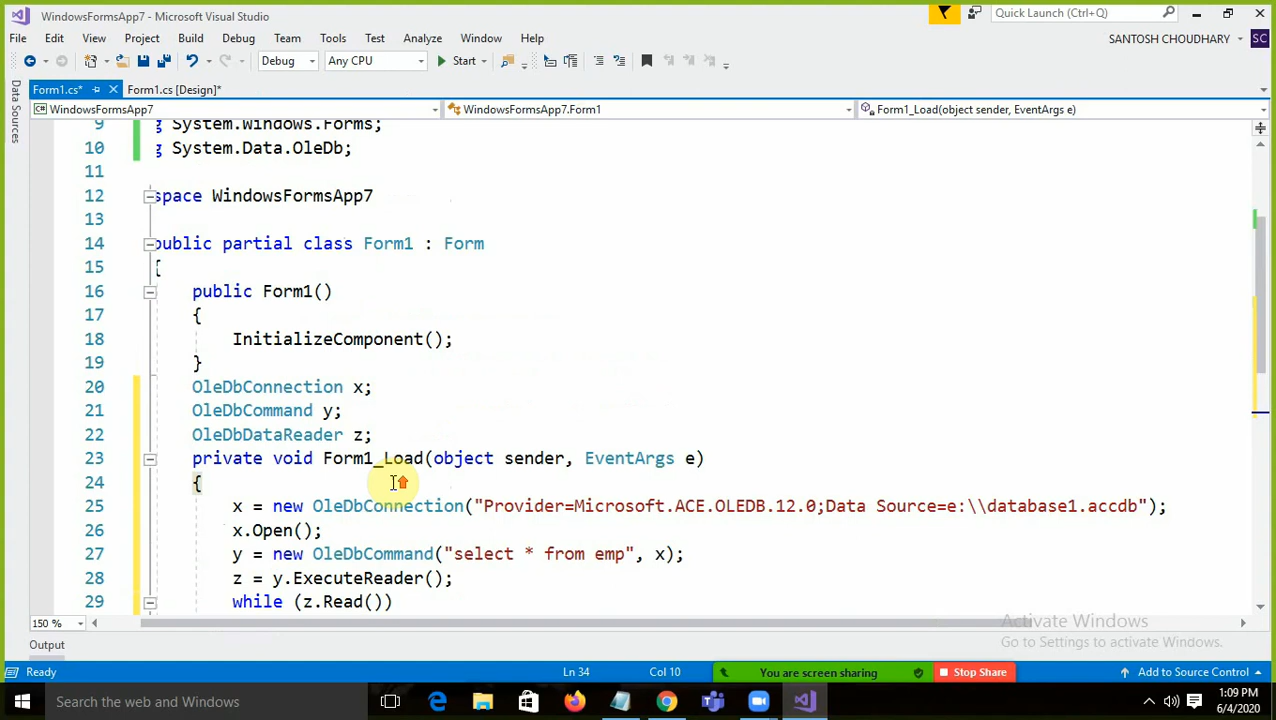 WindowsFormsApp7 - Microsoft Visual Studio
Quick Launch (Ctrl+Q)
File Edit View Project Build Debug Team Tools Test Analyze Window Help
SANTOSH CHOUDHARY SC
Debug Any CPU Start
Data Sources
Form1.cs* Form1.cs [Design]*
WindowsFormsApp7 WindowsFormsApp7.Form1 Form1_Load(object sender, EventArgs e)
9 g System.Windows.Forms;
10 g System.Data.OleDb;
11
12 space WindowsFormsApp7
13
14 public partial class Form1 : Form
15 {
16 public Form1()
17 {
18 InitializeComponent();
19 }
20 OleDbConnection x;
21 OleDbCommand y;
22 OleDbDataReader z;
23 private void Form1_Load(object sender, EventArgs e)
24 {
25 x = new OleDbConnection("Provider=Microsoft.ACE.OLEDB.12.0;Data Source=e:\\database1.accdb");
26 x.Open();
27 y = new OleDbCommand("select * from emp", x);
28 z = y.ExecuteReader();
29 while (z.Read())
150 %
Activate Windows
Go to Settings to activate Windows.
Output
Ready Ln 34 Col 10 You are screen sharing Stop Share Add to Source Control
Search the web and Windows
1:09 PM
6/4/2020